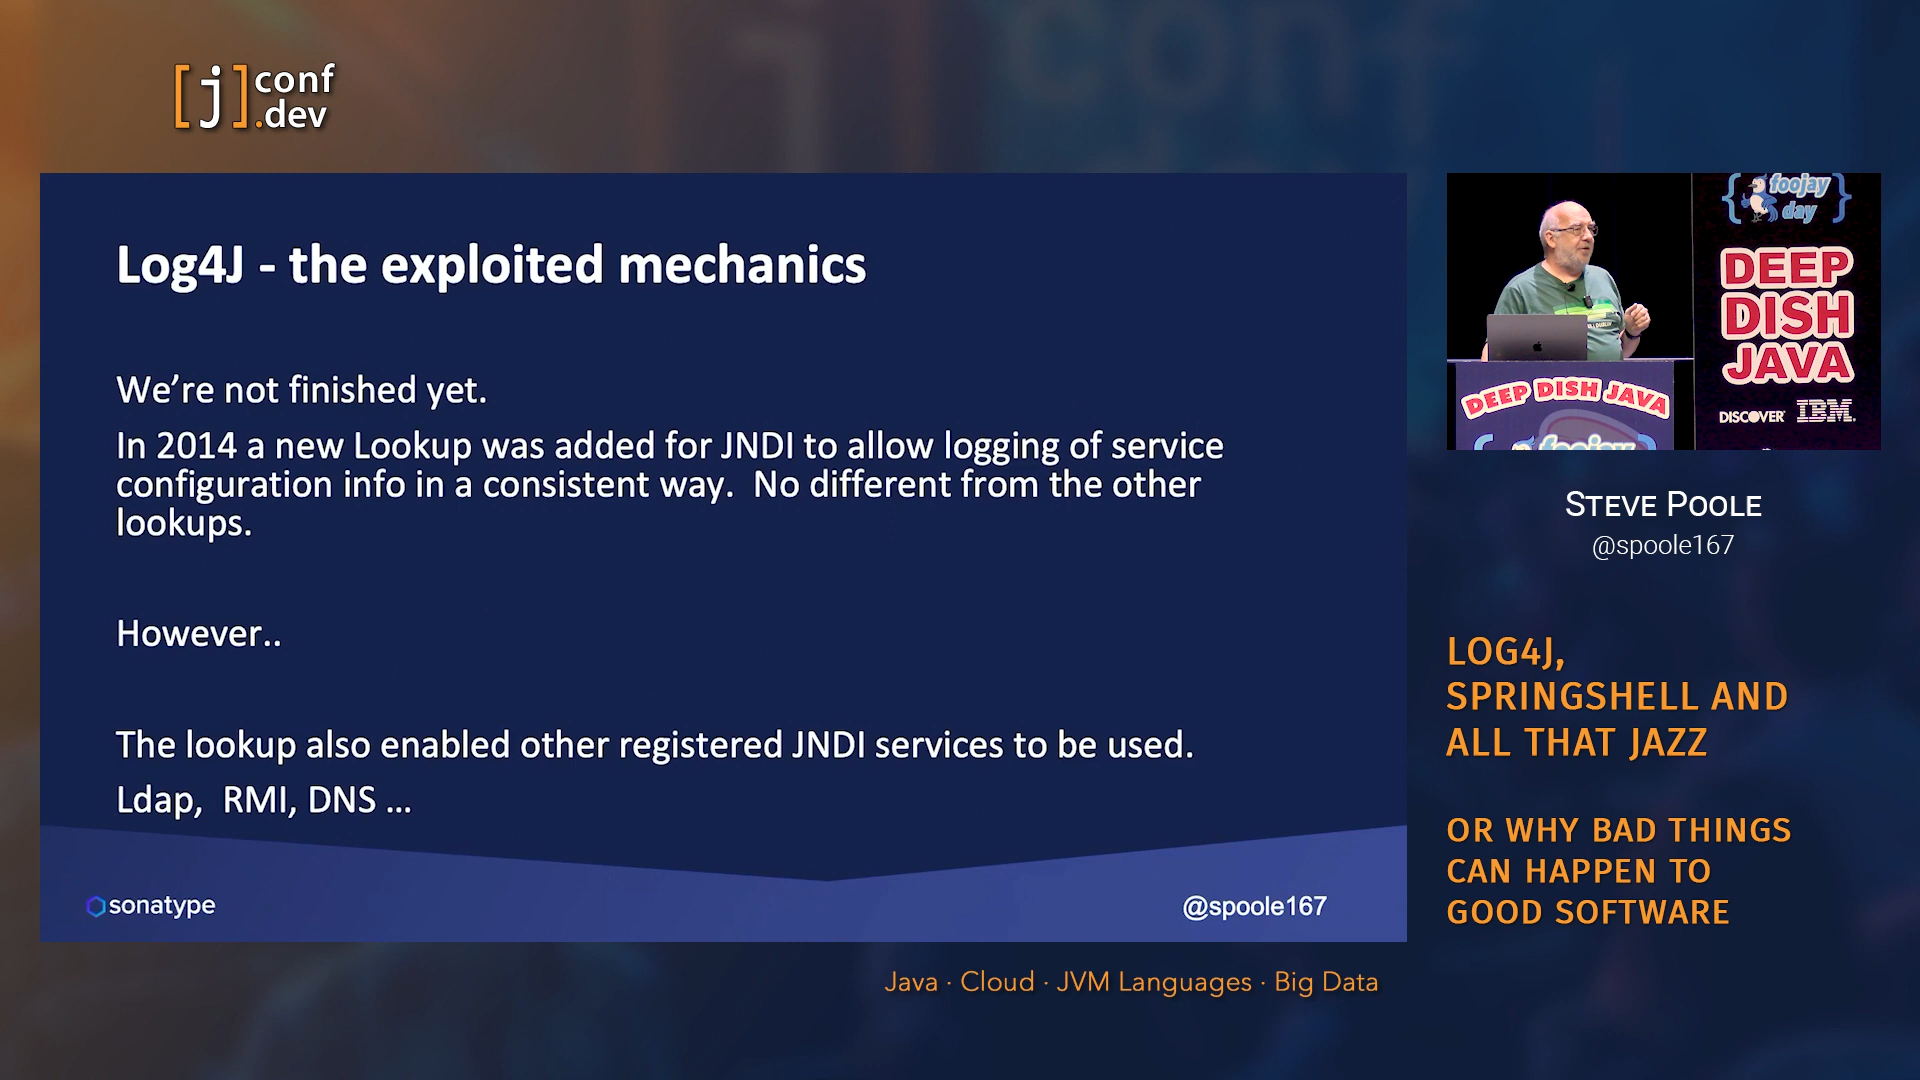 [j] conf
.dev
Log4J - the exploited mechanics
We're not finished yet.
In 2014 a new Lookup was added for JNDI to allow logging of service
configuration info in a consistent way.  No different from the other
lookups.
However..
The lookup also enabled other registered JNDI services to be used.
Ldap,  RMI, DNS ...
sonatype
@spoole167
{foojay
day}
DEEP
DISH
JAVA
DISCOVER IBM.
DEEP DISH JAVA
{foojay
STEVE POOLE
@spoole167
LOG4J,
SPRINGSHELL AND
ALL THAT JAZZ
OR WHY BAD THINGS
CAN HAPPEN TO
GOOD SOFTWARE
Java · Cloud · JVM Languages · Big Data